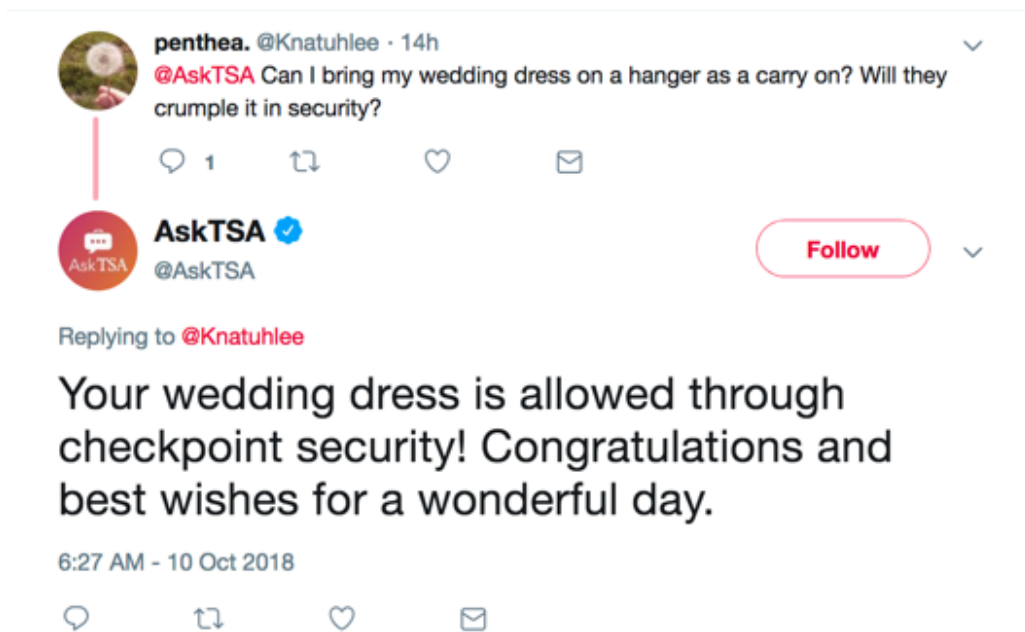 penthea. @Knatuhlee · 14h
@AskTSA Can I bring my wedding dress on a hanger as a carry on? Will they
crumple it in security?
1
AskTSA
AskTSA
@AskTSA
Follow
Replying to @Knatuhlee
Your wedding dress is allowed through
checkpoint security! Congratulations and
best wishes for a wonderful day.
6:27 AM - 10 Oct 2018